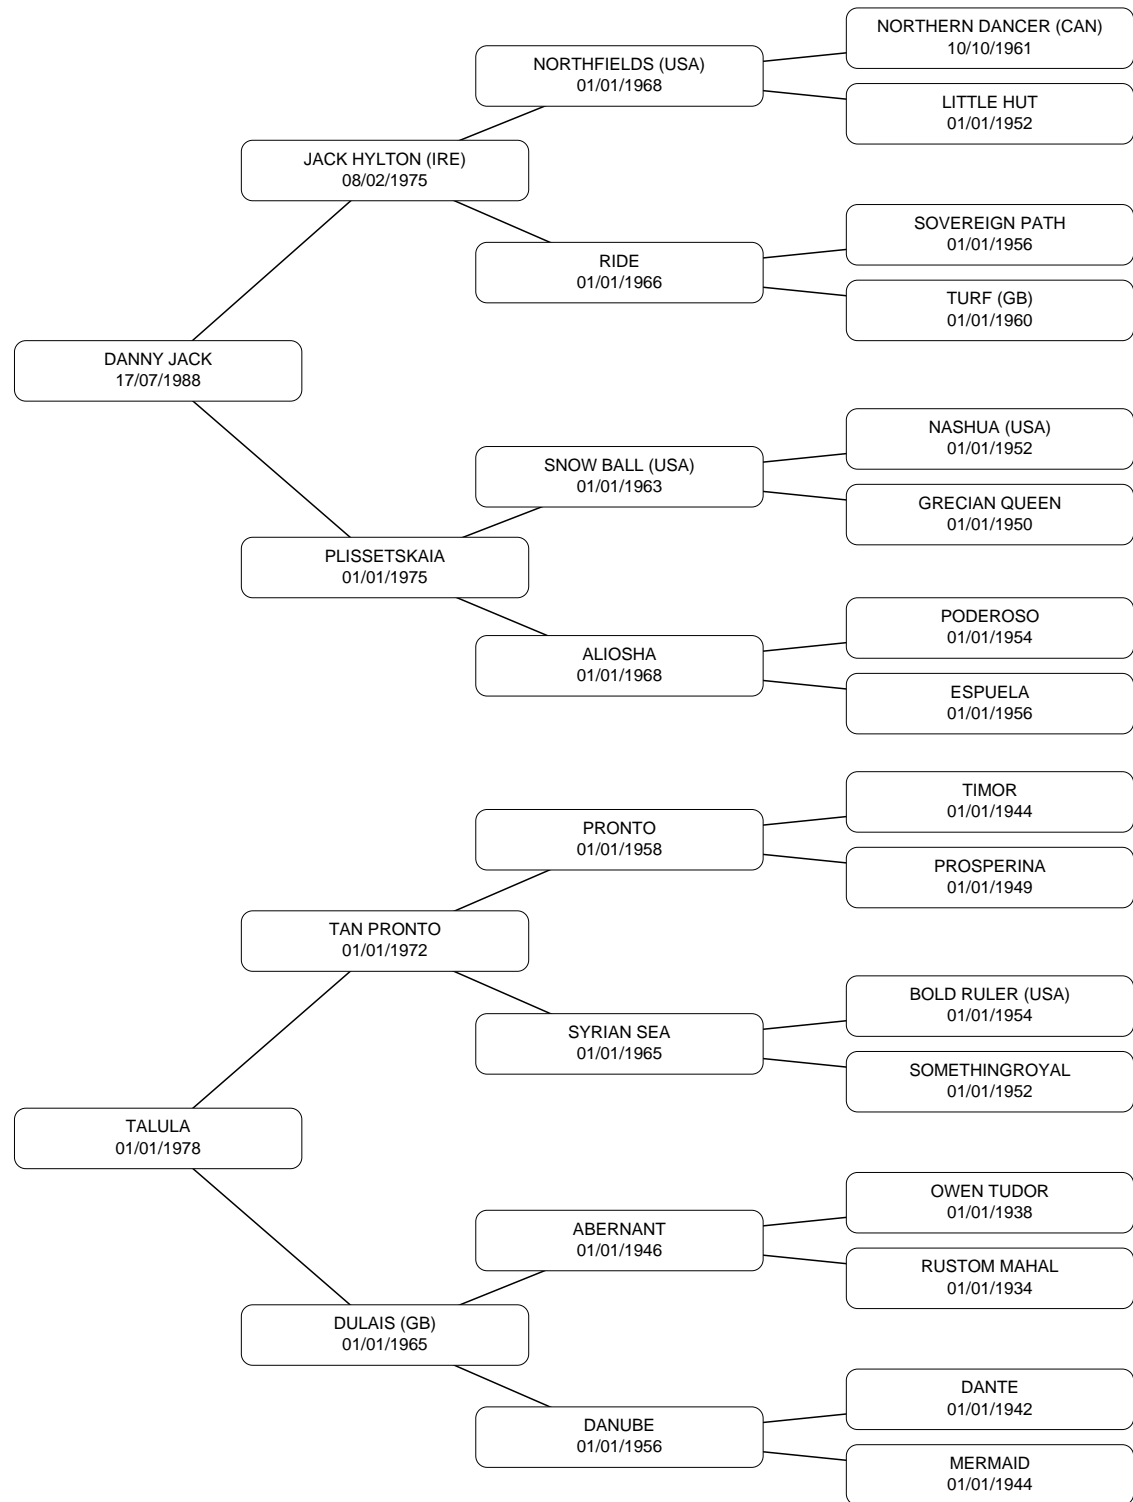 NORTHERN DANCER (CAN)
10/10/1961
NORTHFIELDS (USA)
01/01/1968
LITTLE HUT
01/01/1952
JACK HYLTON (IRE)
08/02/1975
SOVEREIGN PATH
01/01/1956
RIDE
01/01/1966
TURF (GB)
01/01/1960
DANNY JACK
17/07/1988
NASHUA (USA)
01/01/1952
SNOW BALL (USA)
01/01/1963
GRECIAN QUEEN
01/01/1950
PLISSETSKAIA
01/01/1975
PODEROSO
01/01/1954
ALIOSHA
01/01/1968
ESPUELA
01/01/1956
TIMOR
01/01/1944
PRONTO
01/01/1958
PROSPERINA
01/01/1949
TAN PRONTO
01/01/1972
BOLD RULER (USA)
01/01/1954
SYRIAN SEA
01/01/1965
SOMETHINGROYAL
01/01/1952
TALULA
01/01/1978
OWEN TUDOR
01/01/1938
ABERNANT
01/01/1946
RUSTOM MAHAL
01/01/1934
DULAIS (GB)
01/01/1965
DANTE
01/01/1942
DANUBE
01/01/1956
MERMAID
01/01/1944